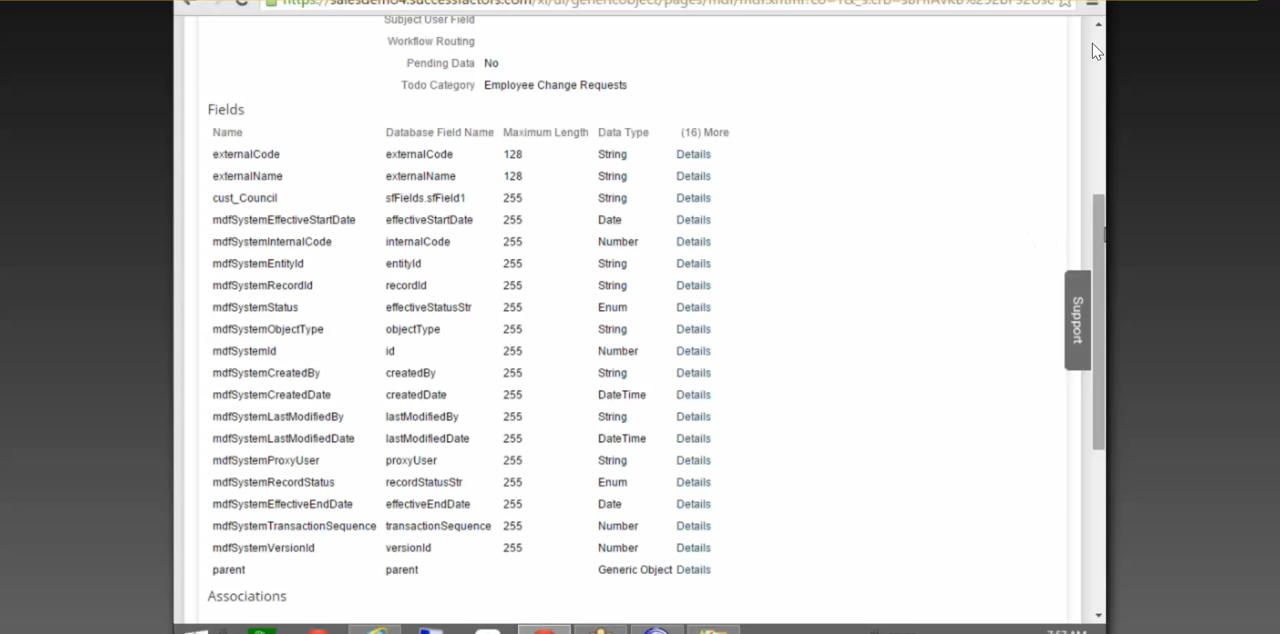 Subject User Field
Workflow Routing
Pending Data No
Todo Category Employee Change Requests
Fields
Name Database Field Name Maximum Length Data Type (16) More
externalCode externalCode 128 String Details
externalName externalName 128 String Details
cust_Council sfFields.sfField1 255 String Details
mdfSystemEffectiveStartDate effectiveStartDate 255 Date Details
mdfSystemInternalCode internalCode 255 Number Details
mdfSystemEntityId entityId 255 String Details
mdfSystemRecordId recordId 255 String Details
mdfSystemStatus effectiveStatusStr 255 Enum Details
mdfSystemObjectType objectType 255 String Details
mdfSystemId id 255 Number Details
mdfSystemCreatedBy createdBy 255 String Details
mdfSystemCreatedDate createdDate 255 DateTime Details
mdfSystemLastModifiedBy lastModifiedBy 255 String Details
mdfSystemLastModifiedDate lastModifiedDate 255 DateTime Details
mdfSystemProxyUser proxyUser 255 String Details
mdfSystemRecordStatus recordStatusStr 255 Enum Details
mdfSystemEffectiveEndDate effectiveEndDate 255 Date Details
mdfSystemTransactionSequence transactionSequence 255 Number Details
mdfSystemVersionId versionId 255 Number Details
parent parent Generic Object Details
Associations
Support